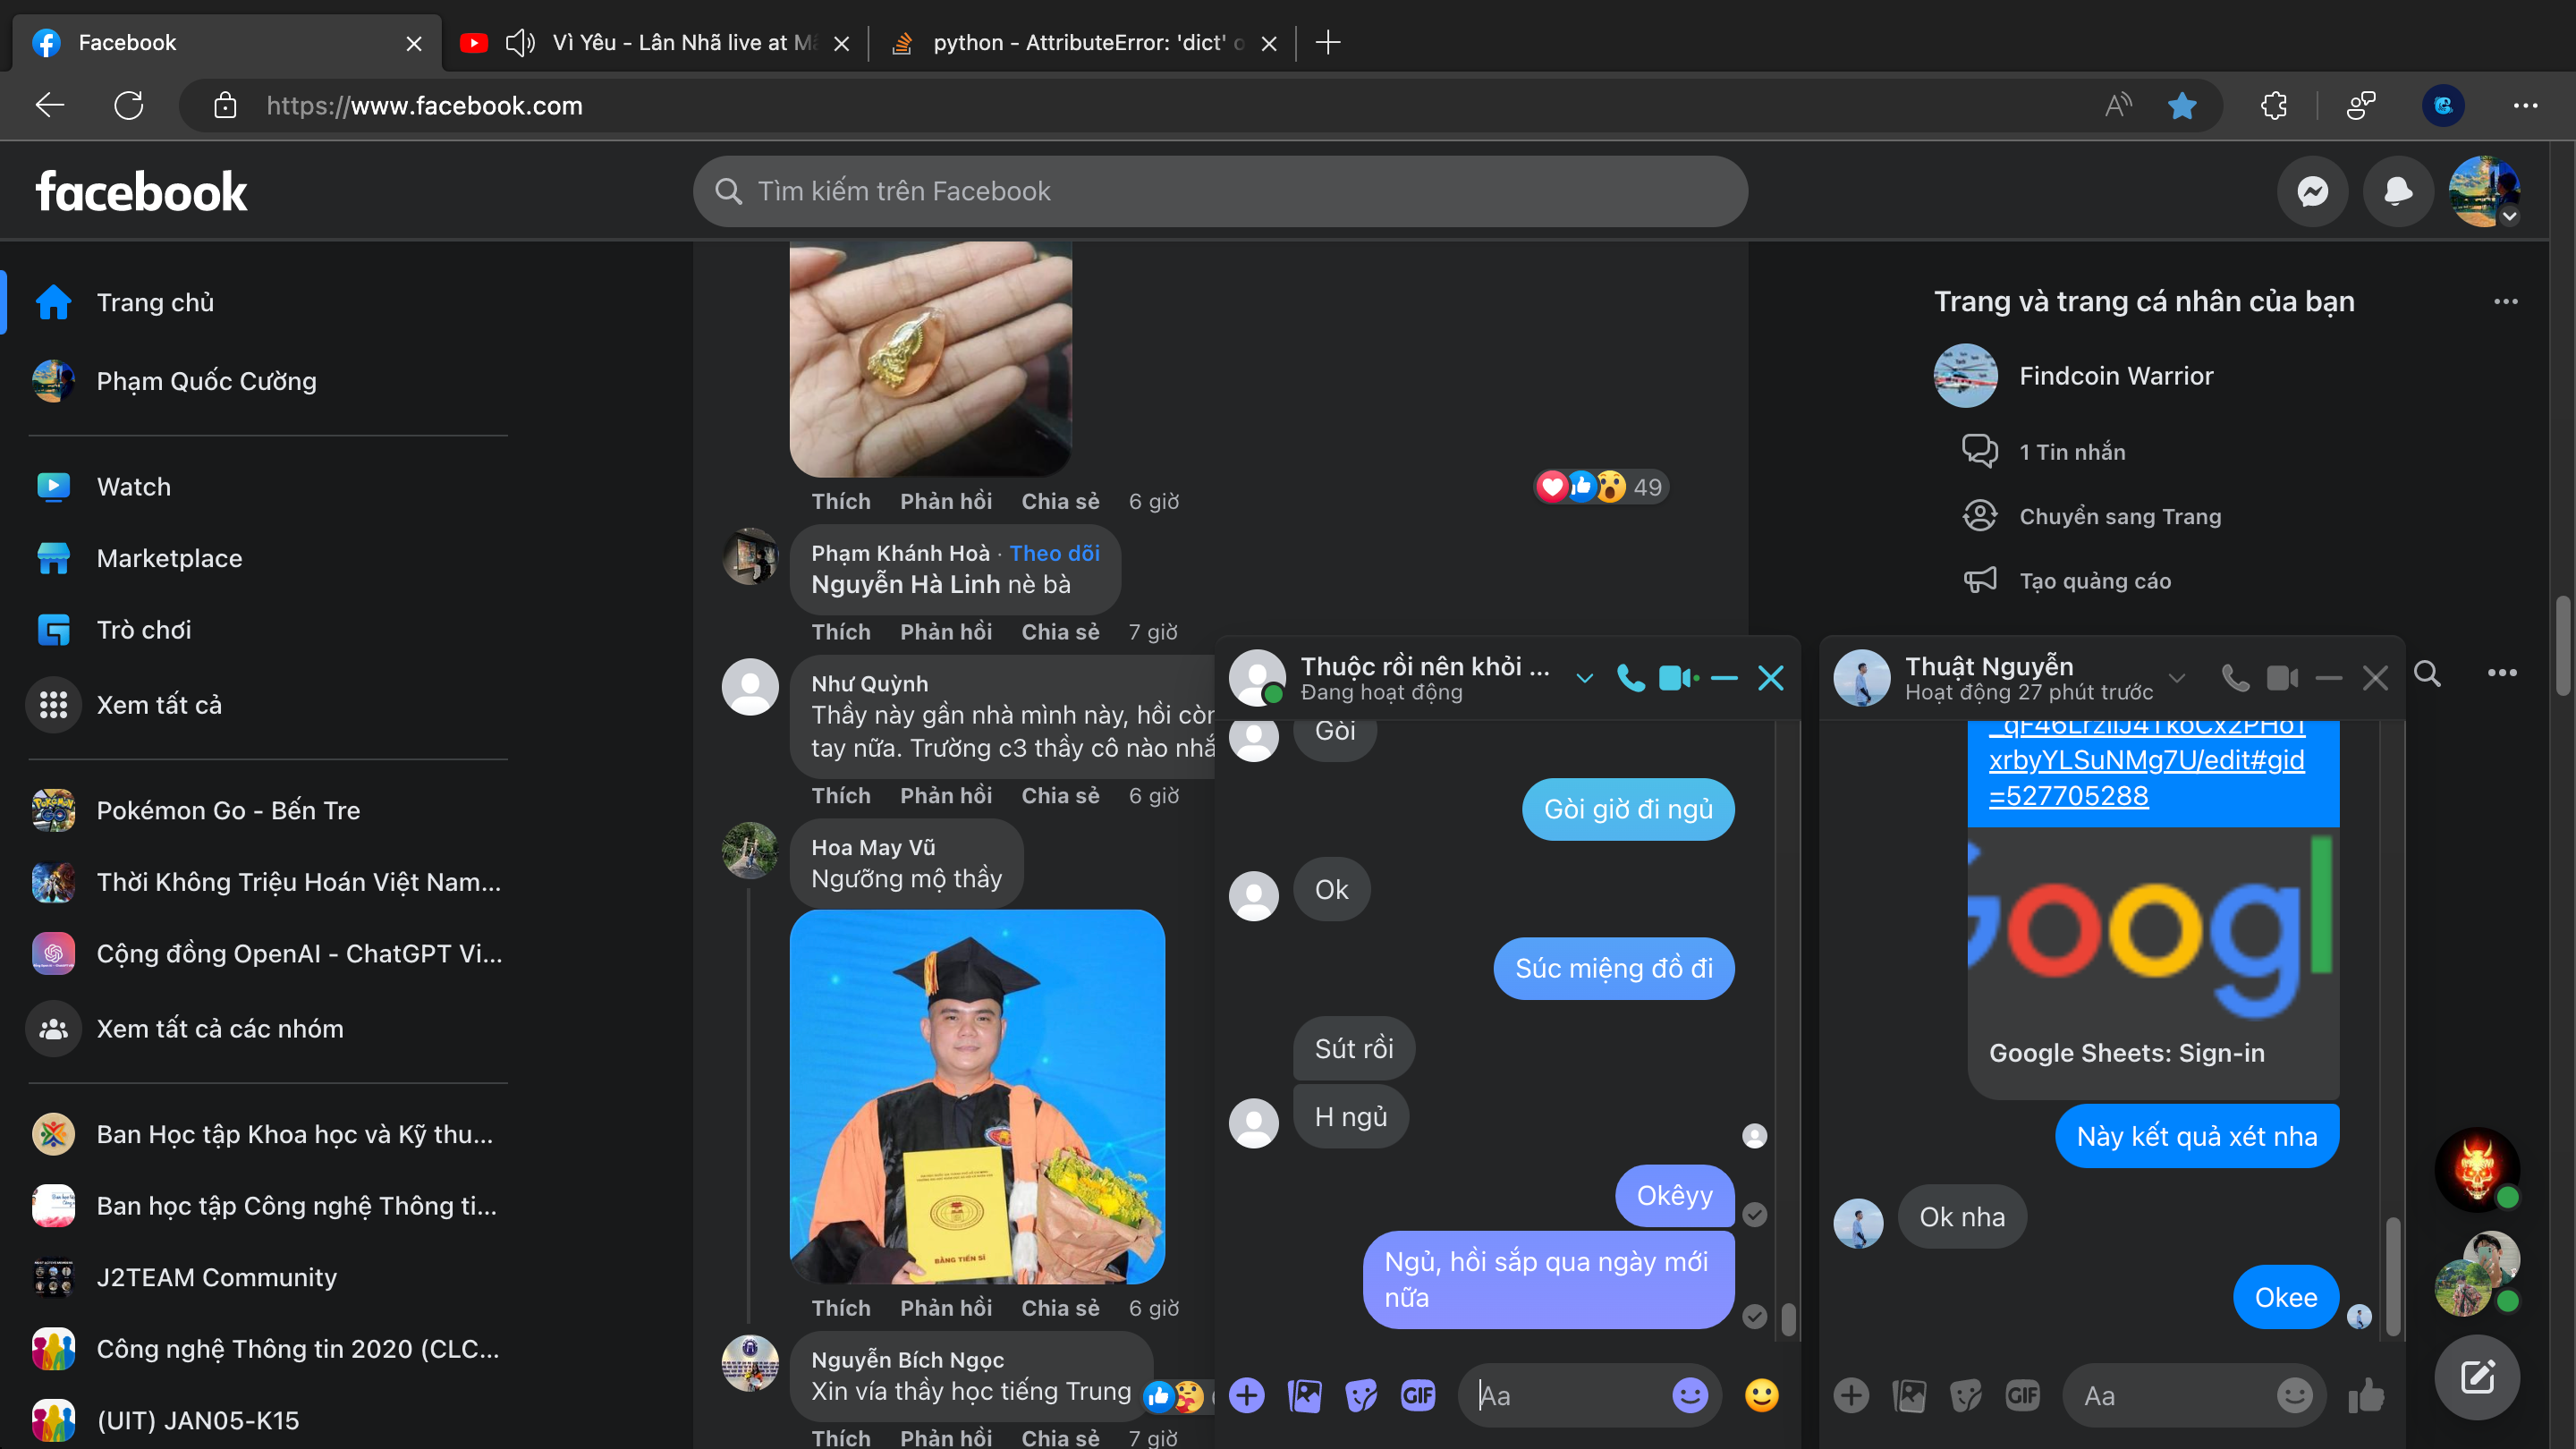 Facebook
Vì Yêu - Lân Nhã live at
python - AttributeError: 'dict'
https://www.facebook.com
facebook
Tìm kiếm trên Facebook
Trang chủ
Phạm Quốc Cường
Watch
Marketplace
Trò chơi
Xem tất cả
Pokémon Go - Bến Tre
Thời Không Triệu Hoán Việt Nam...
Cộng đồng OpenAI - ChatGPT Vi...
Xem tất cả các nhóm
Ban Học tập Khoa học và Kỹ thu...
Ban học tập Công nghệ Thông ti...
J2TEAM Community
Công nghệ Thông tin 2020 (CLC...
(UIT) JAN05-K15
Thích Phản hồi Chia sẻ 6 giờ
49
Phạm Khánh Hoà · Theo dõi
Nguyễn Hà Linh nè bà
Thích Phản hồi Chia sẻ 7 giờ
Như Quỳnh
Thầy này gần nhà mình này, hồi còn
tay nữa. Trường c3 thầy cô nào nhắ
Thích Phản hồi Chia sẻ 6 giờ
Hoa May Vũ
Ngưỡng mộ thầy
BẰNG TIẾN SĨ
Thích Phản hồi Chia sẻ 6 giờ
Nguyễn Bích Ngọc
Xin vía thầy học tiếng Trung
Thích Phản hồi Chia sẻ 7 giờ
Trang và trang cá nhân của bạn
Findcoin Warrior
1 Tin nhắn
Chuyển sang Trang
Tạo quảng cáo
Thuộc rồi nên khỏi ...
Đang hoạt động
Gòi
Gòi giờ đi ngủ
Ok
Súc miệng đồ đi
Sút rồi
H ngủ
Okêyy
Ngủ, hồi sắp qua ngày mới
nữa
GIF
Aa
Thuật Nguyễn
Hoạt động 27 phút trước
xrbyYLSuNMg7U/edit#gid
=527705288
Googl
Google Sheets: Sign-in
Này kết quả xét nha
Ok nha
Okee
GIF
Aa